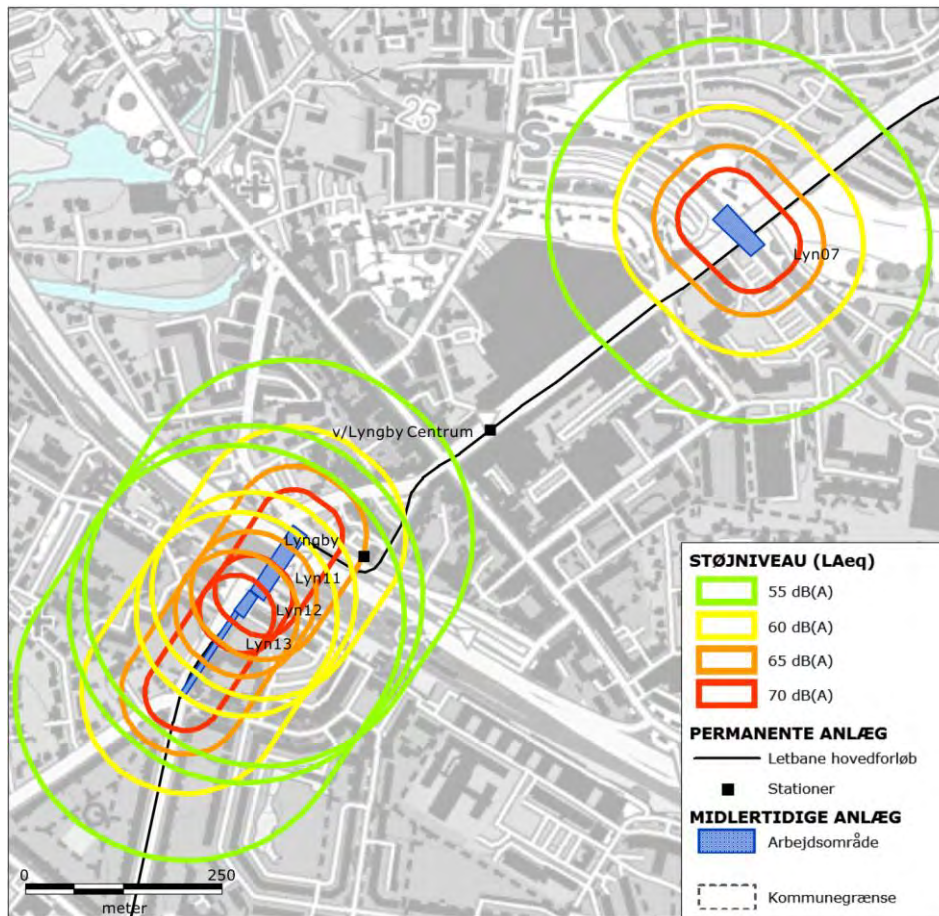 25
S
Lyn07
S
v/Lyngby Centrum
Lyngby
Lyn11
Lyn12
Lyn13
STØJNIVEAU (LAeq)
55 dB(A)
60 dB(A)
65 dB(A)
70 dB(A)
PERMANENTE ANLÆG
Letbane hovedforløb
Stationer
MIDLERTIDIGE ANLÆG
Arbejdsområde
Kommunegrænse
0 250
meter